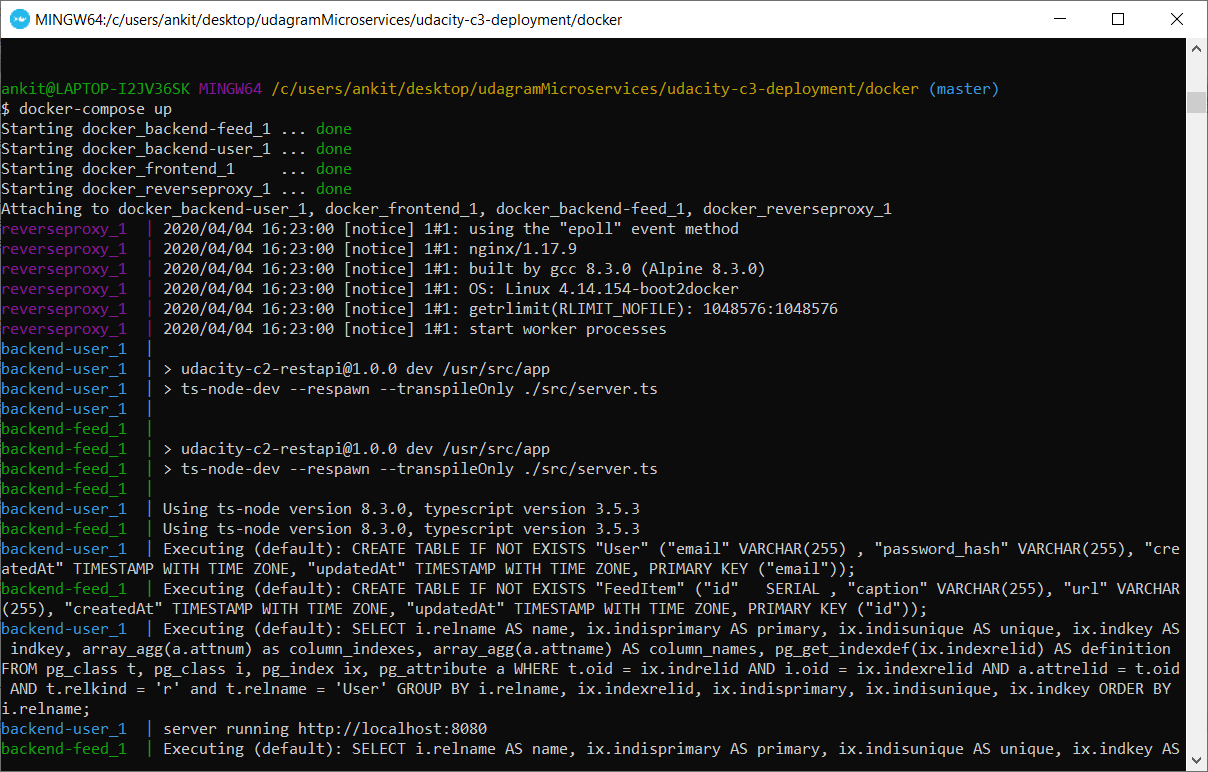 MINGW64:/c/users/ankit/desktop/udagramMicroservices/udacity-c3-deployment/docker
ankit@LAPTOP-I2JV36SK MINGW64 /c/users/ankit/desktop/udagramMicroservices/udacity-c3-deployment/docker (master)
$ docker-compose up
Starting docker_backend-feed_1 ... done
Starting docker_backend-user_1 ... done
Starting docker_frontend_1     ... done
Starting docker_reverseproxy_1 ... done
Attaching to docker_backend-user_1, docker_frontend_1, docker_backend-feed_1, docker_reverseproxy_1
reverseproxy_1  | 2020/04/04 16:23:00 [notice] 1#1: using the "epoll" event method
reverseproxy_1  | 2020/04/04 16:23:00 [notice] 1#1: nginx/1.17.9
reverseproxy_1  | 2020/04/04 16:23:00 [notice] 1#1: built by gcc 8.3.0 (Alpine 8.3.0)
reverseproxy_1  | 2020/04/04 16:23:00 [notice] 1#1: OS: Linux 4.14.154-boot2docker
reverseproxy_1  | 2020/04/04 16:23:00 [notice] 1#1: getrlimit(RLIMIT_NOFILE): 1048576:1048576
reverseproxy_1  | 2020/04/04 16:23:00 [notice] 1#1: start worker processes
backend-user_1  |
backend-user_1  | > udacity-c2-restapi@1.0.0 dev /usr/src/app
backend-user_1  | > ts-node-dev --respawn --transpileOnly ./src/server.ts
backend-user_1  |
backend-feed_1  |
backend-feed_1  | > udacity-c2-restapi@1.0.0 dev /usr/src/app
backend-feed_1  | > ts-node-dev --respawn --transpileOnly ./src/server.ts
backend-feed_1  |
backend-user_1  | Using ts-node version 8.3.0, typescript version 3.5.3
backend-feed_1  | Using ts-node version 8.3.0, typescript version 3.5.3
backend-user_1  | Executing (default): CREATE TABLE IF NOT EXISTS "User" ("email" VARCHAR(255) , "password_hash" VARCHAR(255), "cre
atedAt" TIMESTAMP WITH TIME ZONE, "updatedAt" TIMESTAMP WITH TIME ZONE, PRIMARY KEY ("email"));
backend-feed_1  | Executing (default): CREATE TABLE IF NOT EXISTS "FeedItem" ("id"   SERIAL , "caption" VARCHAR(255), "url" VARCHAR
(255), "createdAt" TIMESTAMP WITH TIME ZONE, "updatedAt" TIMESTAMP WITH TIME ZONE, PRIMARY KEY ("id"));
backend-user_1  | Executing (default): SELECT i.relname AS name, ix.indisprimary AS primary, ix.indisunique AS unique, ix.indkey AS
 indkey, array_agg(a.attnum) as column_indexes, array_agg(a.attname) AS column_names, pg_get_indexdef(ix.indexrelid) AS definition
FROM pg_class t, pg_class i, pg_index ix, pg_attribute a WHERE t.oid = ix.indrelid AND i.oid = ix.indexrelid AND a.attrelid = t.oid
 AND t.relkind = 'r' and t.relname = 'User' GROUP BY i.relname, ix.indexrelid, ix.indisprimary, ix.indisunique, ix.indkey ORDER BY
i.relname;
backend-user_1  | server running http://localhost:8080
backend-feed_1  | Executing (default): SELECT i.relname AS name, ix.indisprimary AS primary, ix.indisunique AS unique, ix.indkey AS